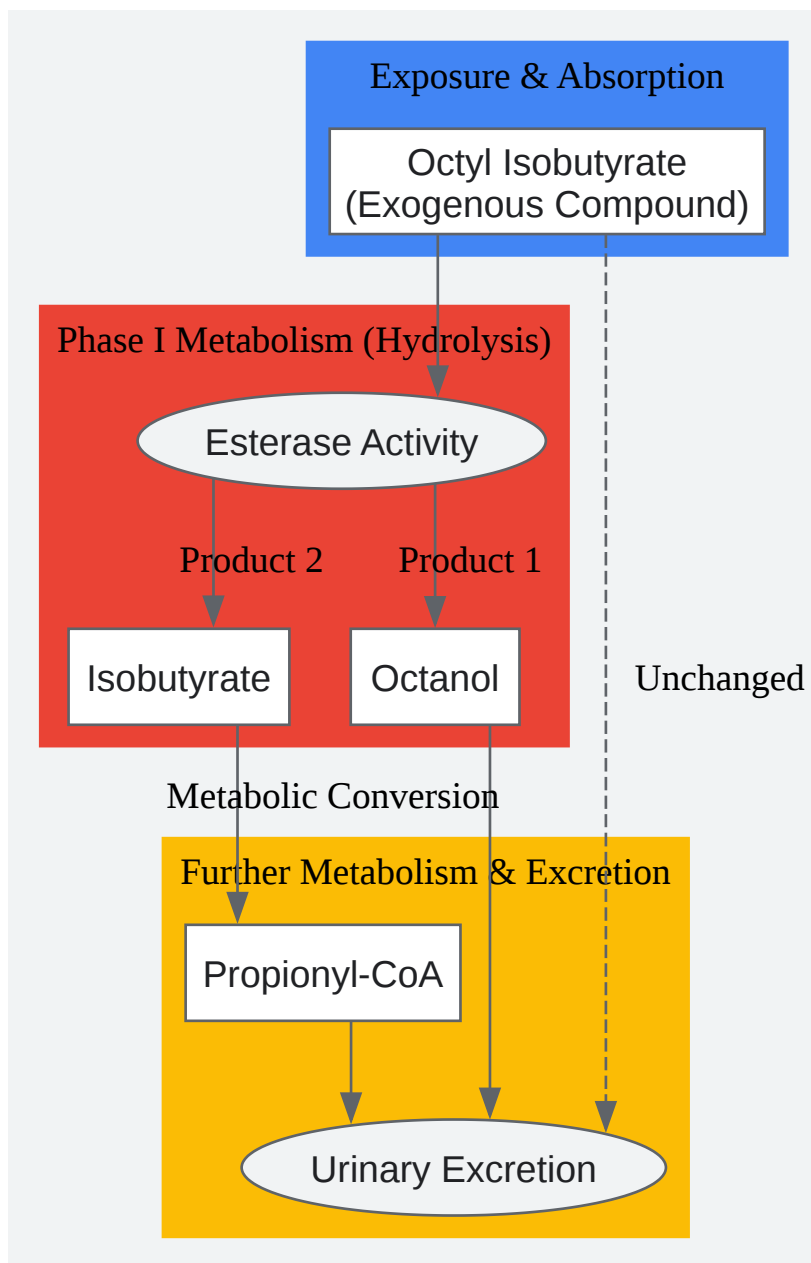 Exposure & Absorption
Octyl Isobutyrate
(Exogenous Compound)
Phase I Metabolism (Hydrolysis)
Esterase Activity
Product 2
Product 1
Isobutyrate
Octanol
Unchanged
Metabolic Conversion
Further Metabolism & Excretion
Propionyl-CoA
Urinary Excretion